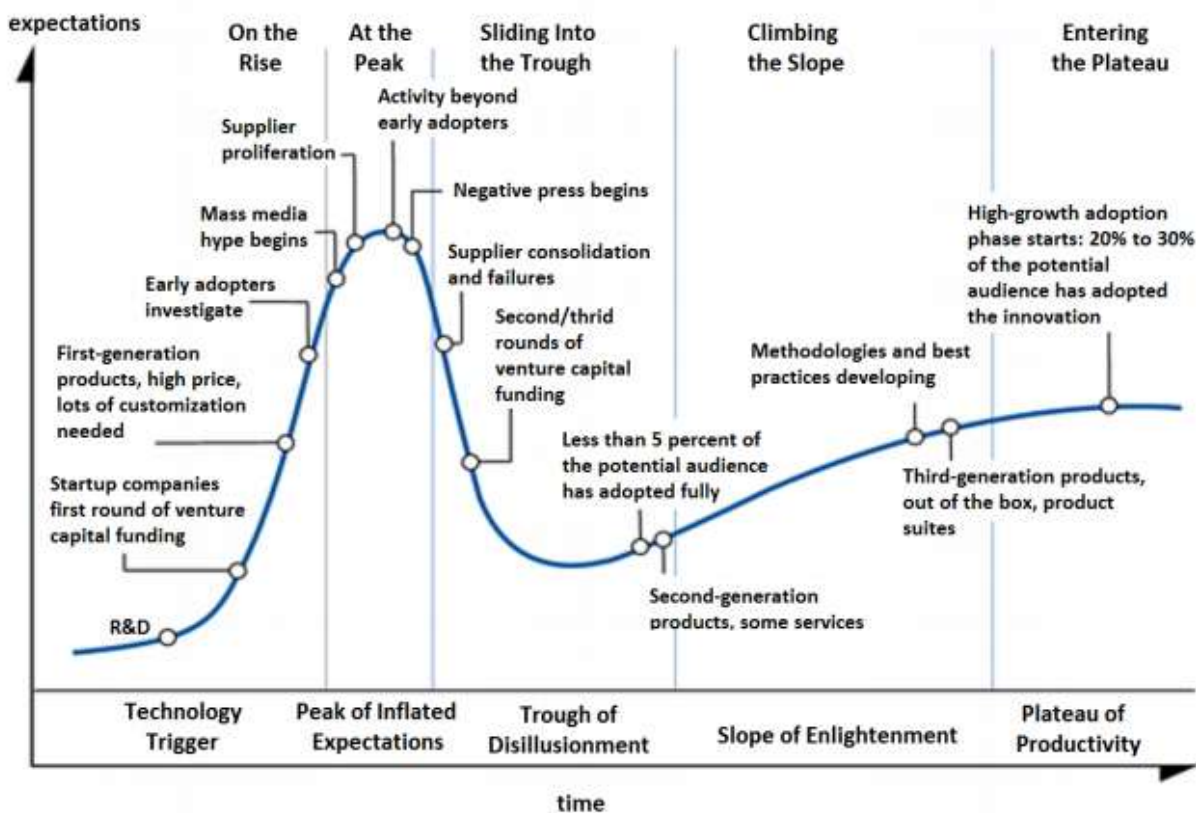 expectations
On the
Rise
At the
Peak
Sliding Into
the Trough
Climbing
the Slope
Entering
the Plateau
Activity beyond
early adopters
Supplier
proliferation
Negative press begins
Mass media
hype begins
Supplier consolidation
and failures
High-growth adoption
phase starts: 20% to 30%
of the potential
audience has adopted
the innovation
Early adopters
investigate
Second/thrid
rounds of
venture capital
funding
First-generation
products, high price,
lots of customization
needed
Methodologies and best
practices developing
Less than 5 percent of
the potential audience
has adopted fully
Startup companies
first round of venture
capital funding
Third-generation products,
out of the box, product
suites
Second-generation
products, some services
R&D
Technology
Trigger
Peak of Inflated
Expectations
Trough of
Disillusionment
Slope of Enlightenment
Plateau of
Productivity
time